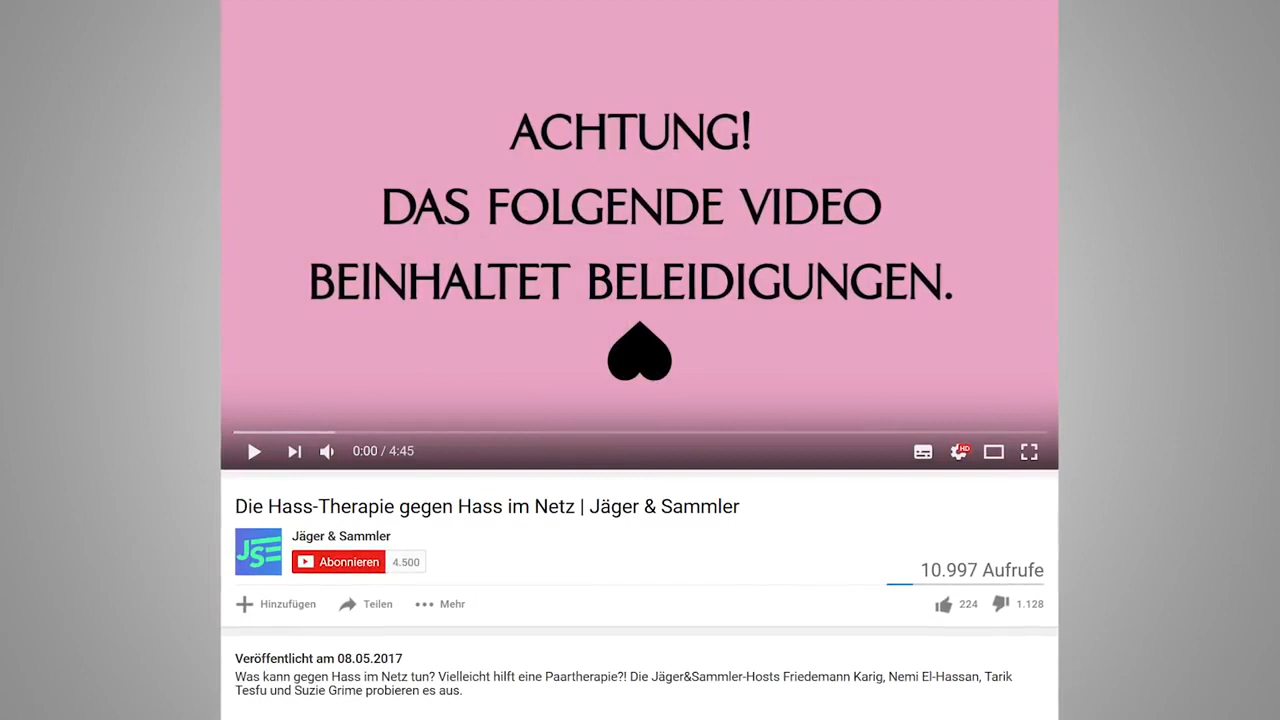 ACHTUNG!
DAS FOLGENDE VIDEO
BEINHALTET BELEIDIGUNGEN.
0:00 / 4:45
HD
Die Hass-Therapie gegen Hass im Netz | Jäger & Sammler
JSE
Jäger & Sammler
Abonnieren 4.500
10.997 Aufrufe
Hinzufügen Teilen Mehr 224 1.128
Veröffentlicht am 08.05.2017
Was kann gegen Hass im Netz tun? Vielleicht hilft eine Paartherapie?! Die Jäger&Sammler-Hosts Friedemann Karig, Nemi El-Hassan, Tarik
Tesfu und Suzie Grime probieren es aus.